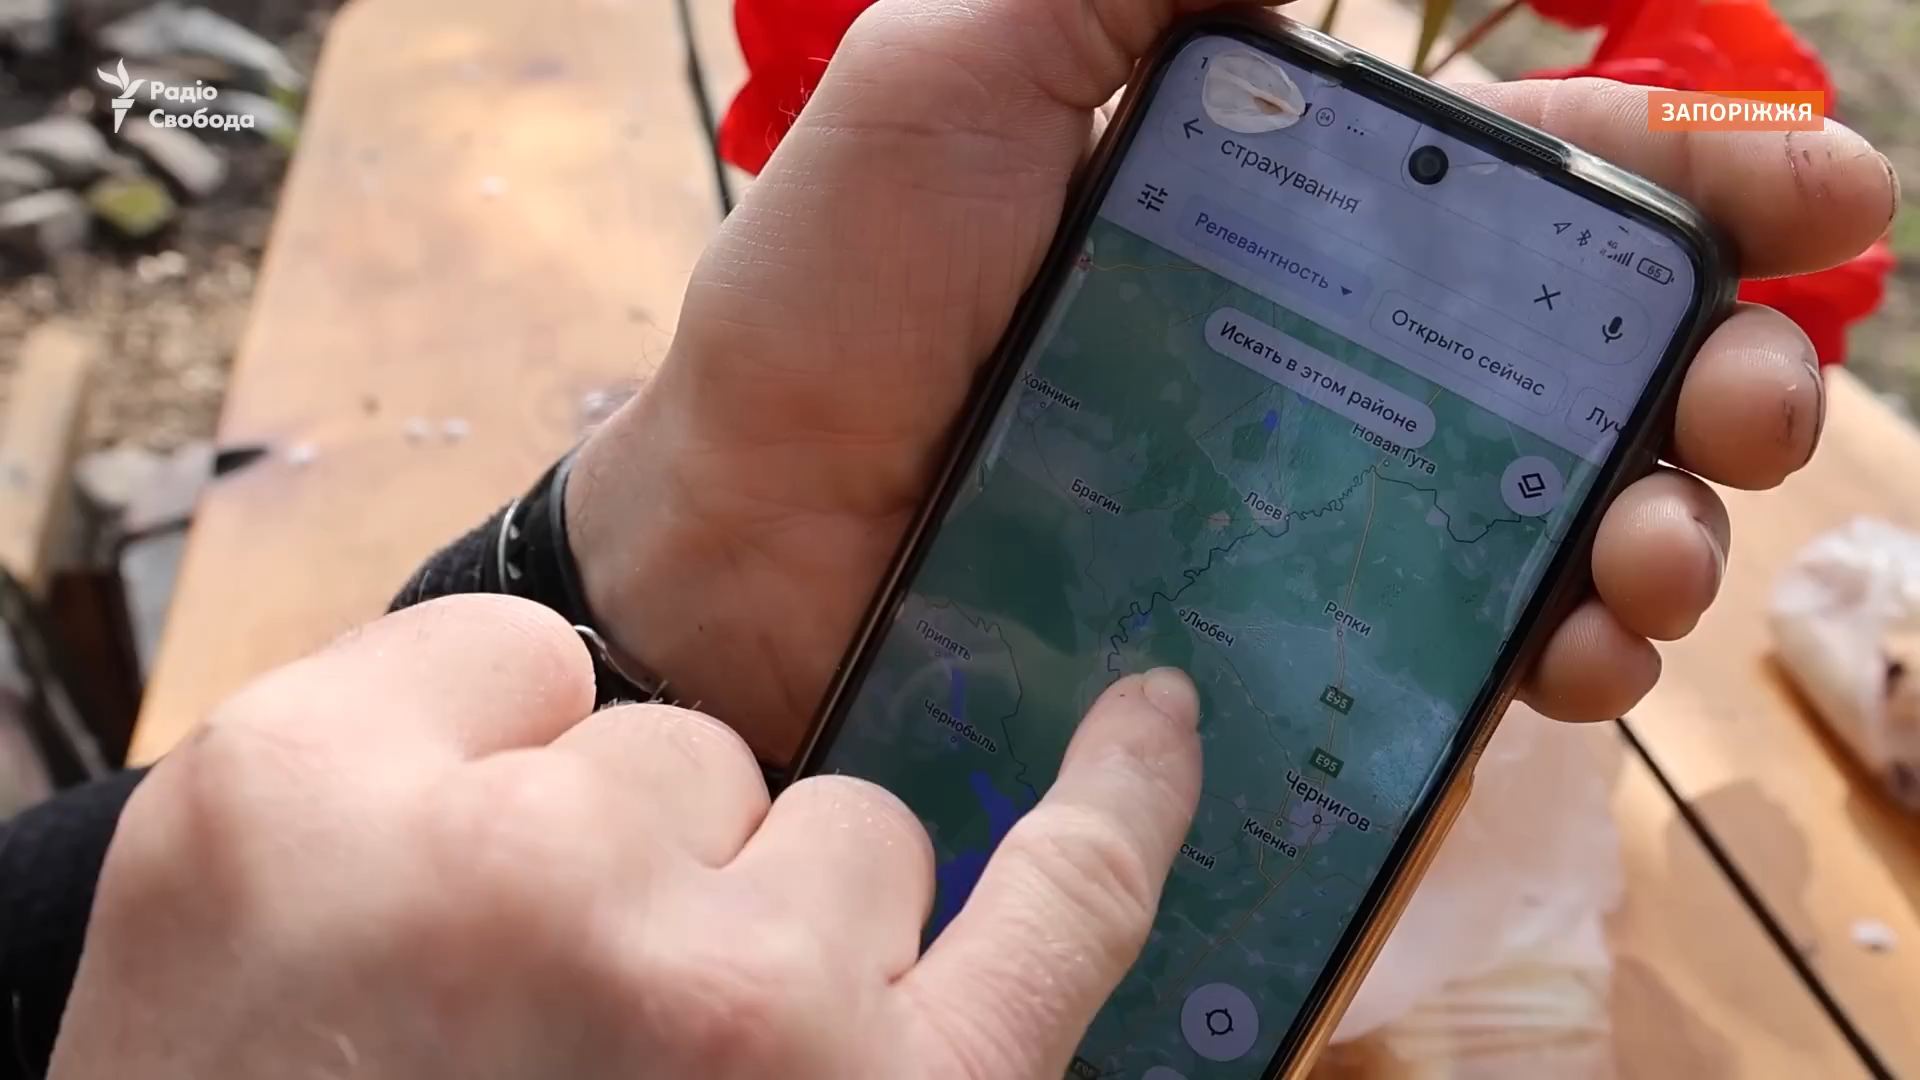 Радіо
Свобода
ЗАПОРІЖЖЯ
страхування
65
Релевантность
Открыто сейчас
Искать в этом районе
Хойники
Новая Гута
Брагин
Лоев
Репки
Любеч
Припять
E95
Чернобыль
E95
Чернигов
Киенка